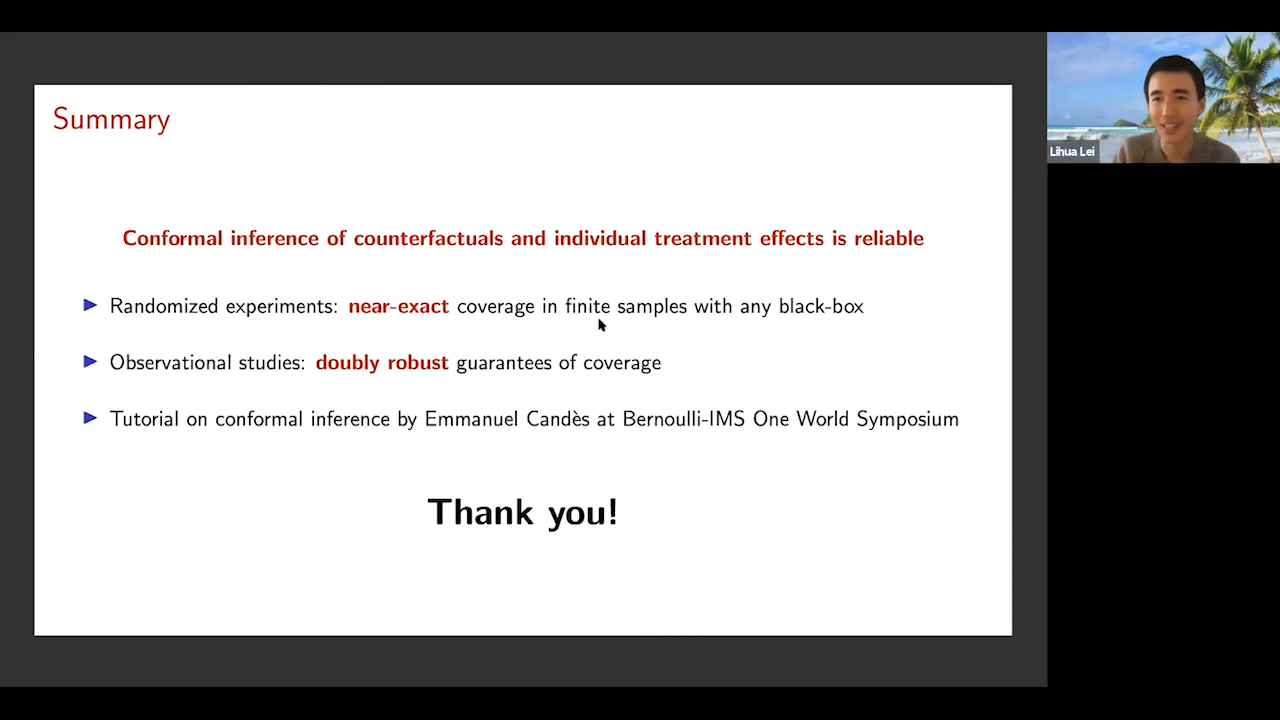 Summary
Conformal inference of counterfactuals and individual treatment effects is reliable
Randomized experiments: near-exact coverage in finite samples with any black-box
Observational studies: doubly robust guarantees of coverage
Tutorial on conformal inference by Emmanuel Candès at Bernoulli-IMS One World Symposium
Thank you!
Lihua Lei